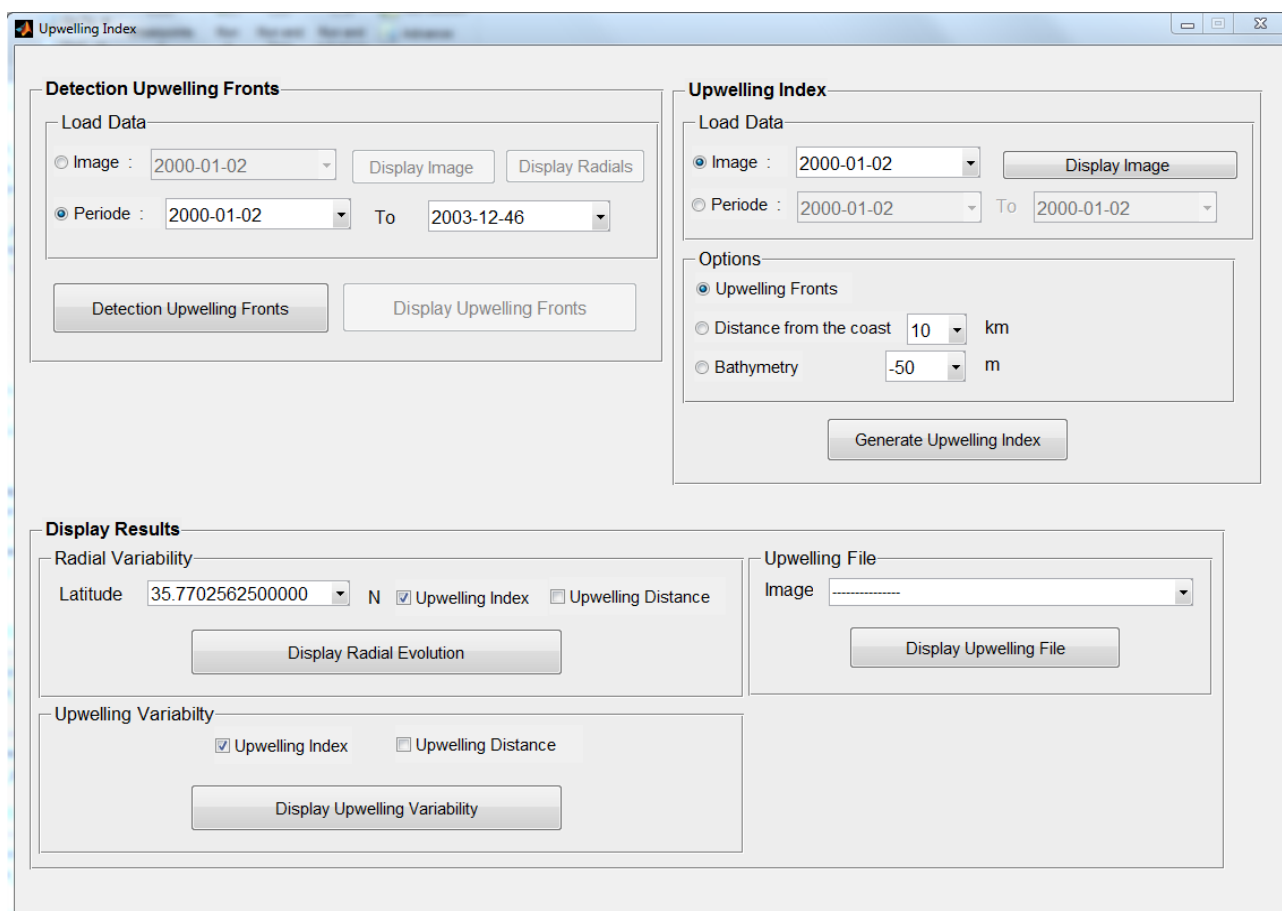 Upwelling Index
Detection Upwelling Fronts
Load Data
Image : 2000-01-02 Display Image Display Radials
Periode : 2000-01-02 To 2003-12-46
Detection Upwelling Fronts Display Upwelling Fronts
Upwelling Index
Load Data
Image : 2000-01-02 Display Image
Periode : 2000-01-02 To 2000-01-02
Options
Upwelling Fronts
Distance from the coast 10 km
Bathymetry -50 m
Generate Upwelling Index
Display Results
Radial Variability
Latitude 35.7702562500000 N Upwelling Index Upwelling Distance
Display Radial Evolution
Upwelling File
Image ---------------
Display Upwelling File
Upwelling Variabilty
Upwelling Index Upwelling Distance
Display Upwelling Variability